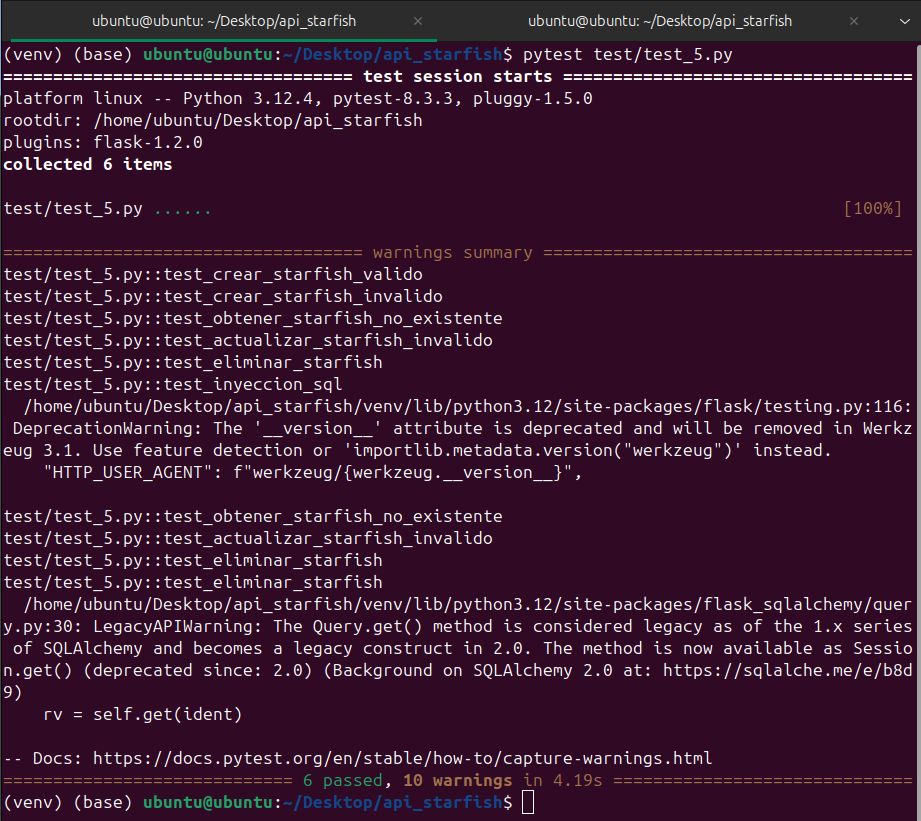 ubuntu@ubuntu: ~/Desktop/api_starfish × ubuntu@ubuntu: ~/Desktop/api_starfish ×
(venv) (base) ubuntu@ubuntu:~/Desktop/api_starfish$ pytest test/test_5.py
=================================== test session starts ===================================
platform linux -- Python 3.12.4, pytest-8.3.3, pluggy-1.5.0
rootdir: /home/ubuntu/Desktop/api_starfish
plugins: flask-1.2.0
collected 6 items
test/test_5.py ...... [100%]
==================================== warnings summary =====================================
test/test_5.py::test_crear_starfish_valido
test/test_5.py::test_crear_starfish_invalido
test/test_5.py::test_obtener_starfish_no_existente
test/test_5.py::test_actualizar_starfish_invalido
test/test_5.py::test_eliminar_starfish
test/test_5.py::test_inyeccion_sql
/home/ubuntu/Desktop/api_starfish/venv/lib/python3.12/site-packages/flask/testing.py:116:
DeprecationWarning: The '__version__' attribute is deprecated and will be removed in Werkz
eug 3.1. Use feature detection or 'importlib.metadata.version("werkzeug")' instead.
"HTTP_USER_AGENT": f"werkzeug/{werkzeug.__version__}",
test/test_5.py::test_obtener_starfish_no_existente
test/test_5.py::test_actualizar_starfish_invalido
test/test_5.py::test_eliminar_starfish
test/test_5.py::test_eliminar_starfish
/home/ubuntu/Desktop/api_starfish/venv/lib/python3.12/site-packages/flask_sqlalchemy/quer
y.py:30: LegacyAPIWarning: The Query.get() method is considered legacy as of the 1.x series
of SQLAlchemy and becomes a legacy construct in 2.0. The method is now available as Sessio
n.get() (deprecated since: 2.0) (Background on SQLAlchemy 2.0 at: https://sqlalche.me/e/b8d
9)
rv = self.get(ident)
-- Docs: https://docs.pytest.org/en/stable/how-to/capture-warnings.html
============================= 6 passed, 10 warnings in 4.19s ==============================
(venv) (base) ubuntu@ubuntu:~/Desktop/api_starfish$